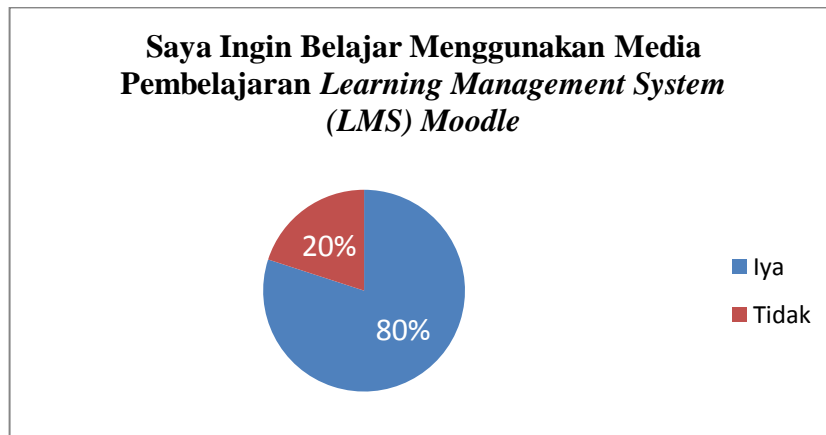 Saya Ingin Belajar Menggunakan Media
Pembelajaran Learning Management System
(LMS) Moodle
20%
80%
Iya
Tidak